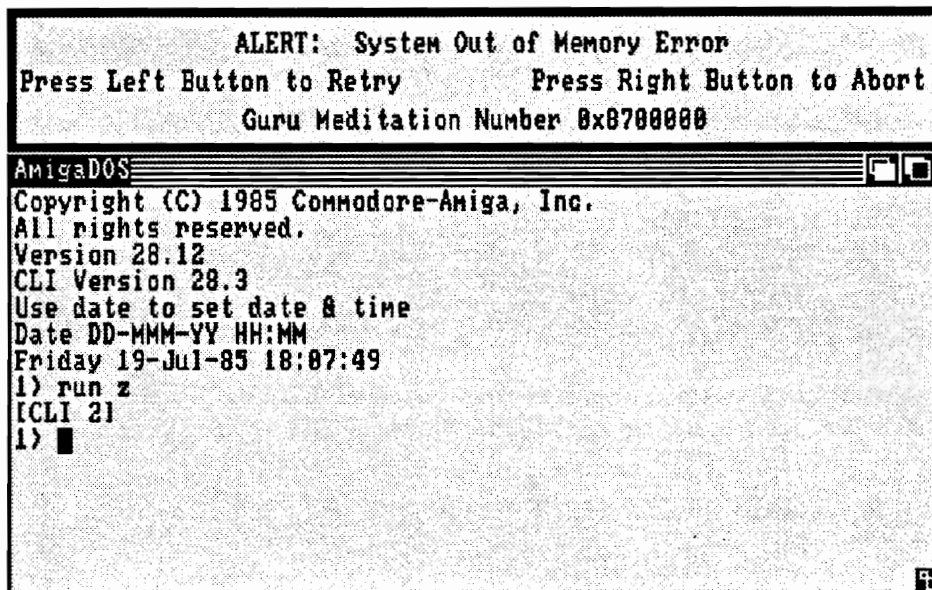 ALERT: System Out of Memory Error
Press Left Button to Retry Press Right Button to Abort
Guru Meditation Number 0x8700000
AmigaDOS
Copyright (C) 1985 Commodore-Amiga, Inc.
All rights reserved.
Version 28.12
CLI Version 28.3
Use date to set date & time
Date DD-MMM-YY HH:MM
Friday 19-Jul-85 18:07:49
1> run z
[CLI 2]
1>